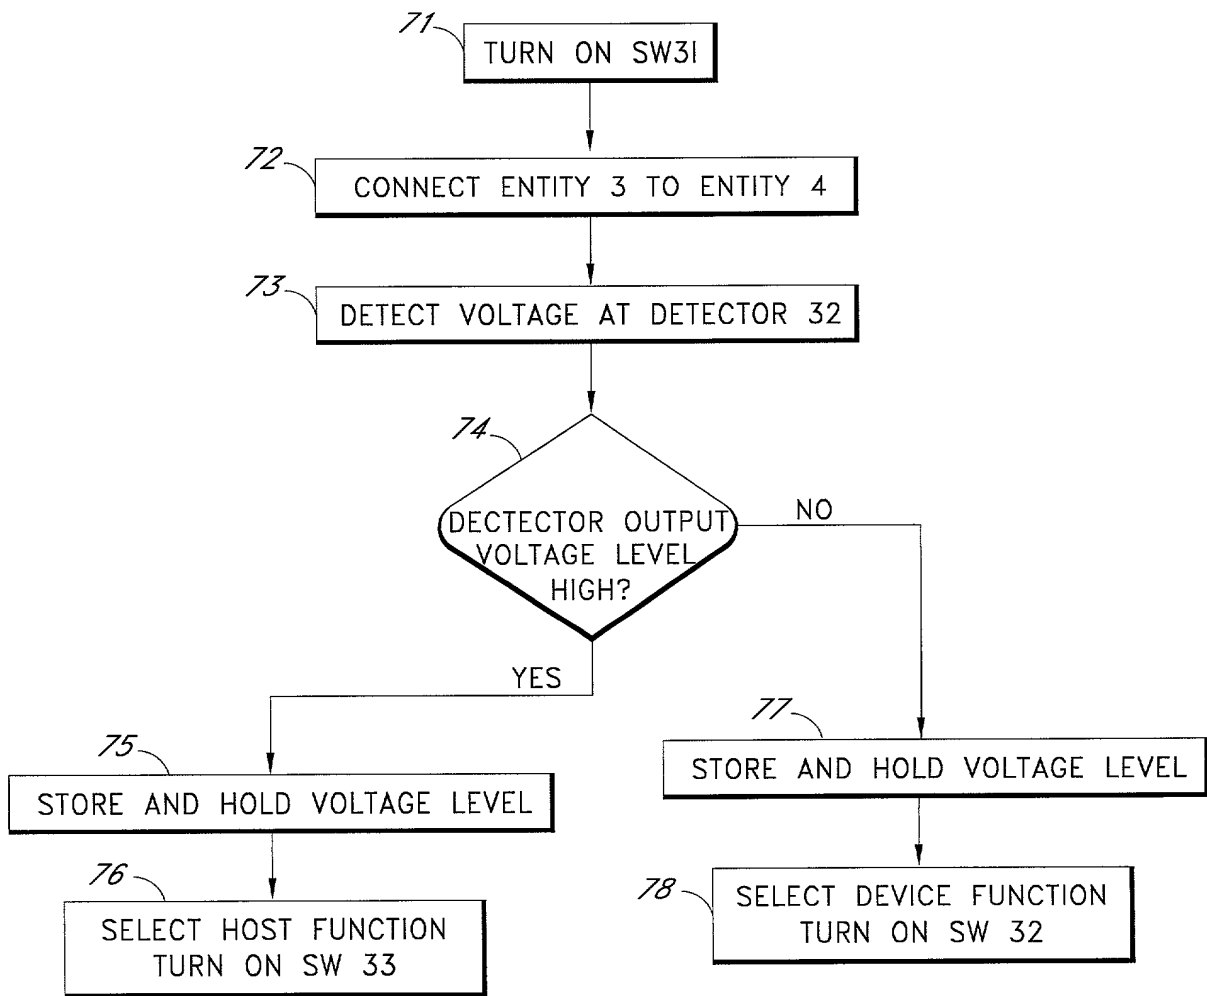 71
TURN ON SW31
72
CONNECT ENTITY 3 TO ENTITY 4
73
DETECT VOLTAGE AT DETECTOR 32
74
DECTECTOR OUTPUT
VOLTAGE LEVEL
HIGH?
NO
YES
75
STORE AND HOLD VOLTAGE LEVEL
76
SELECT HOST FUNCTION
TURN ON SW 33
77
STORE AND HOLD VOLTAGE LEVEL
78
SELECT DEVICE FUNCTION
TURN ON SW 32